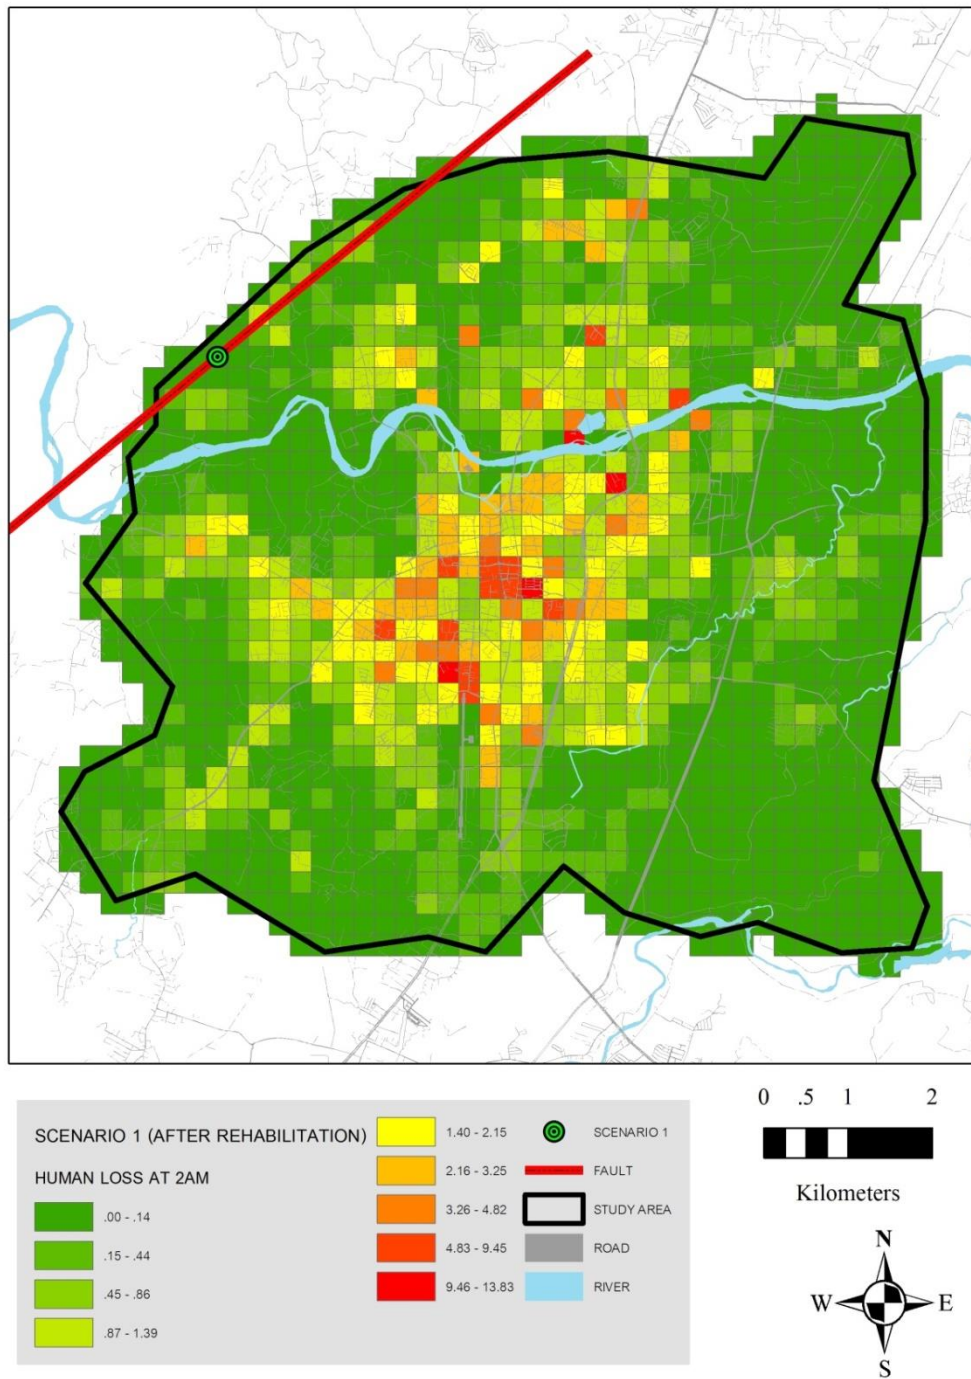 SCENARIO 1 (AFTER REHABILITATION)
HUMAN LOSS AT 2AM
.00 - .14
.15 - .44
.45 - .86
.87 - 1.39
1.40 - 2.15
2.16 - 3.25
3.26 - 4.82
4.83 - 9.45
9.46 - 13.83
SCENARIO 1
FAULT
STUDY AREA
ROAD
RIVER
0 .5 1 2
Kilometers
N
W E
S